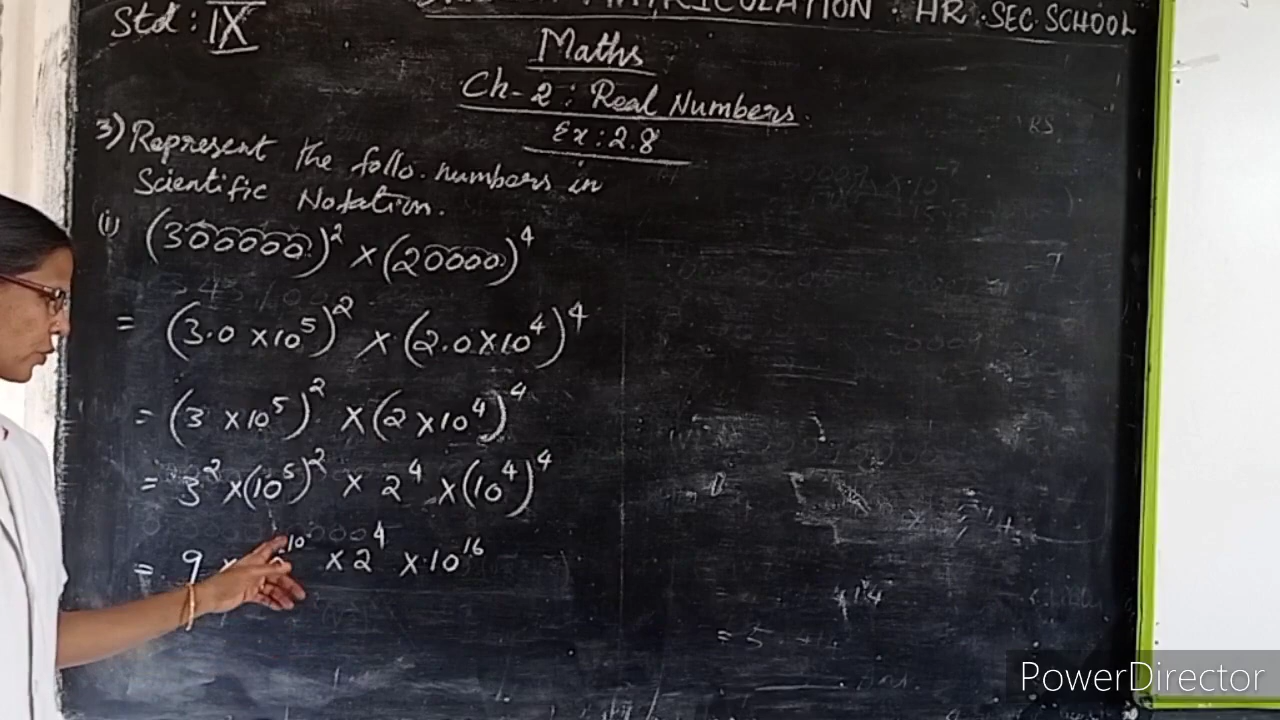 Std : IX
MATRICULATION . HR . SEC SCHOOL
Maths
Ch-2 : Real Numbers
Ex : 2.8
3) Represent the follo. numbers in
Scientific Notation.
(i) (300000)² × (20000)⁴
= (3.0 ×10⁵)² × (2.0×10⁴)⁴
= (3 ×10⁵)² × (2 ×10⁴)⁴
= 3² ×(10⁵)² × 2⁴ ×(10⁴)⁴
= 9 × ¹⁰ × 2⁴ × 10¹⁶
PowerDirector